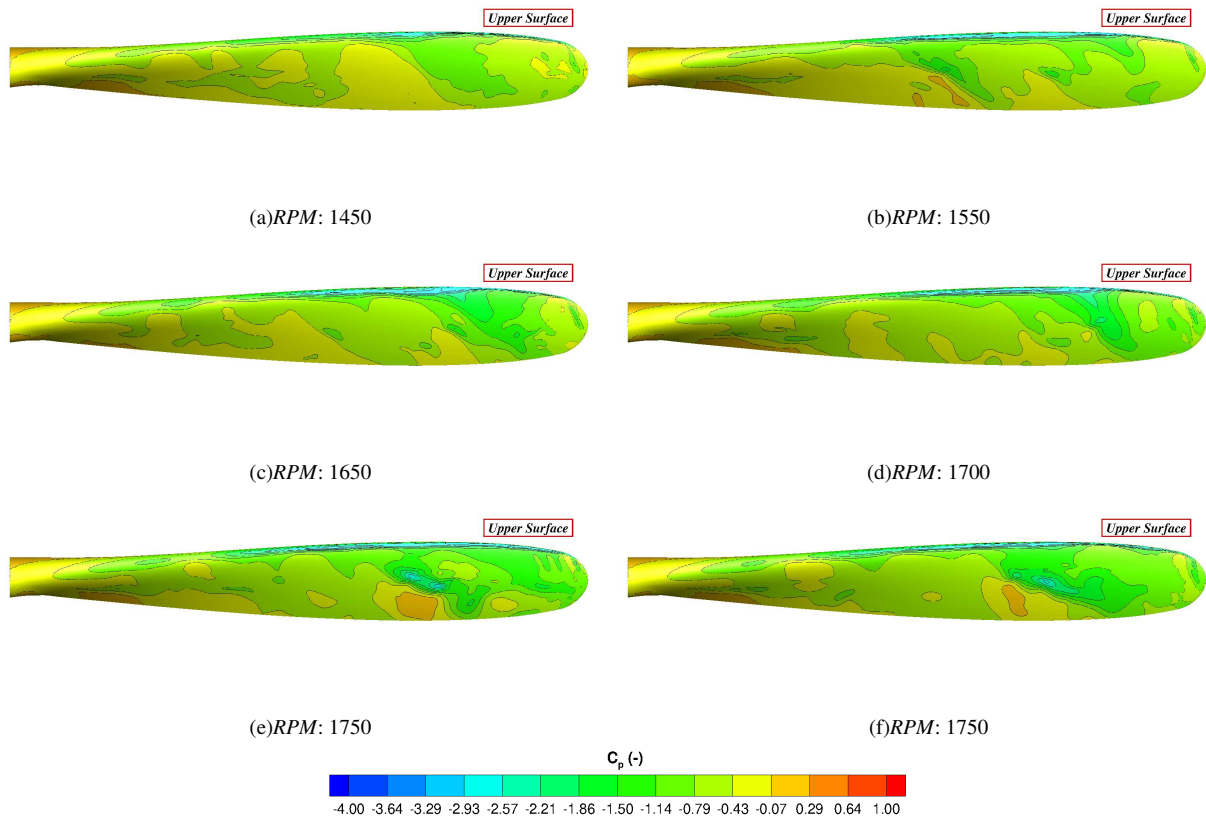 Upper Surface Upper Surface
(a)RPM: 1450 (b)RPM: 1550
Upper Surface Upper Surface
(c)RPM: 1650 (d)RPM: 1700
Upper Surface Upper Surface
(e)RPM: 1750 (f)RPM: 1750
Cp (-)
-4.00 -3.64 -3.29 -2.93 -2.57 -2.21 -1.86 -1.50 -1.14 -0.79 -0.43 -0.07 0.29 0.64 1.00